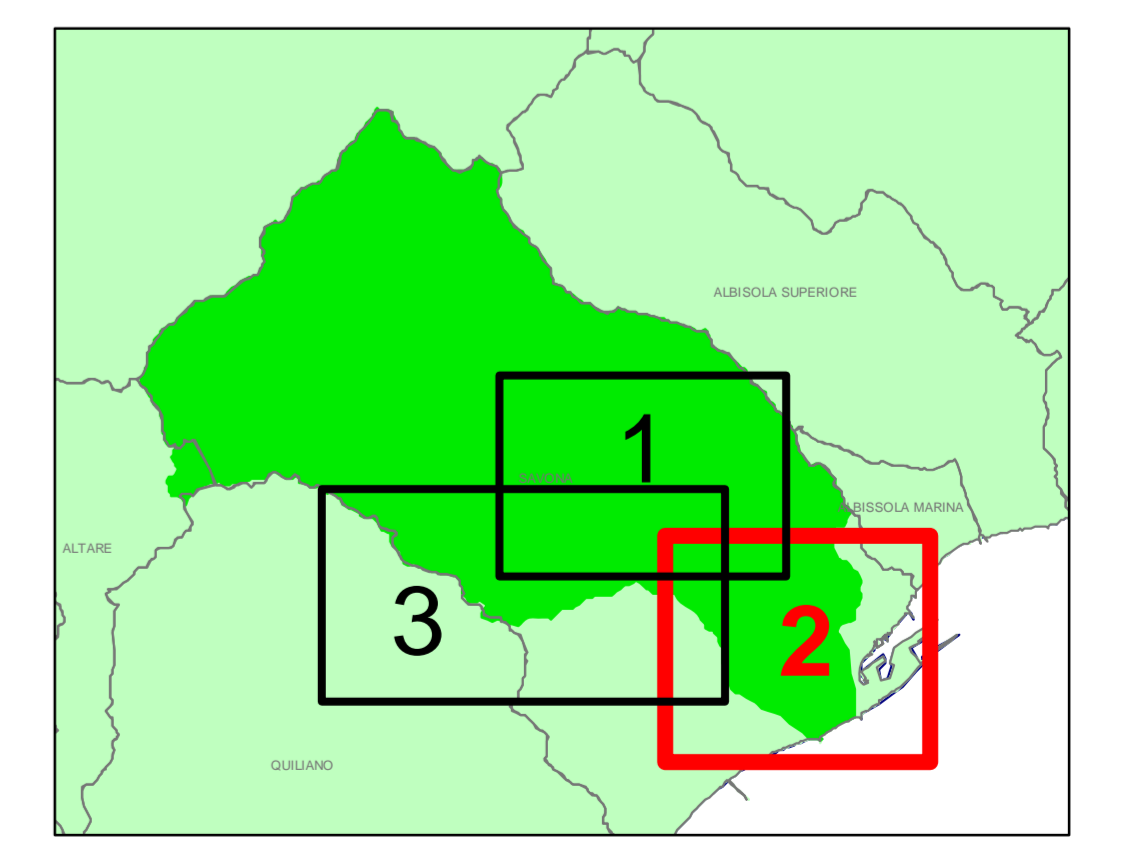 ALBISOLA SUPERIORE
1
SAVONA
ALBISSOLA MARINA
ALTARE
3
2
QUILIANO